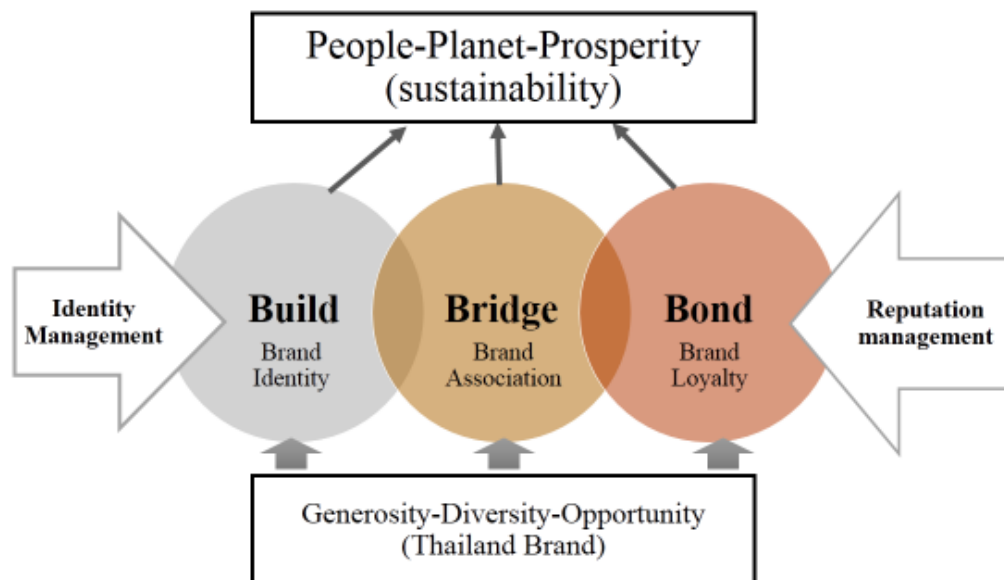 People-Planet-Prosperity
(sustainability)
Identity
Management
Build
Brand
Identity
Bridge
Brand
Association
Bond
Brand
Loyalty
Reputation
management
Generosity-Diversity-Opportunity
(Thailand Brand)